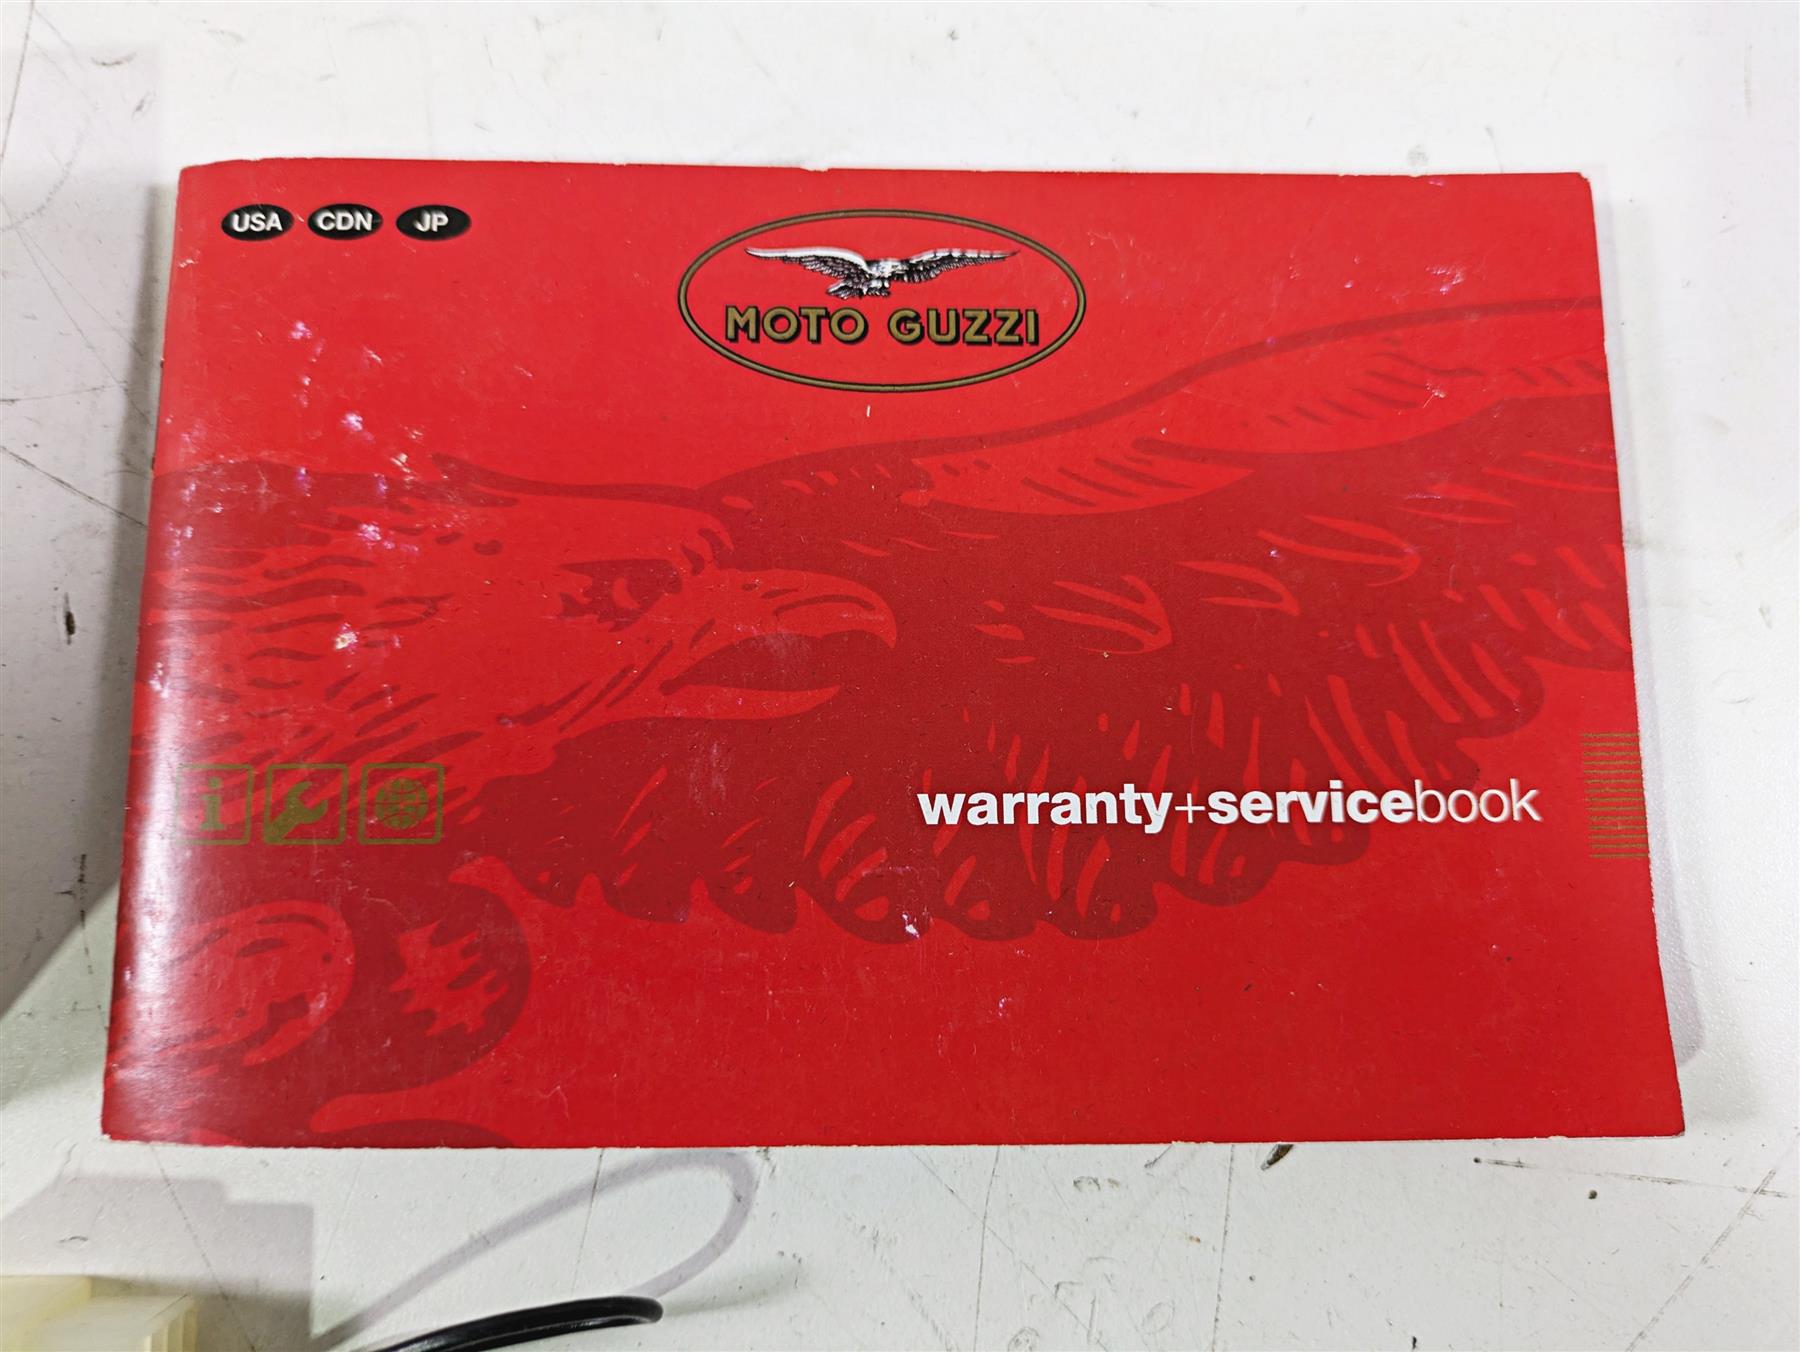 USA CDN JP
MOTO GUZZI
warranty+servicebook